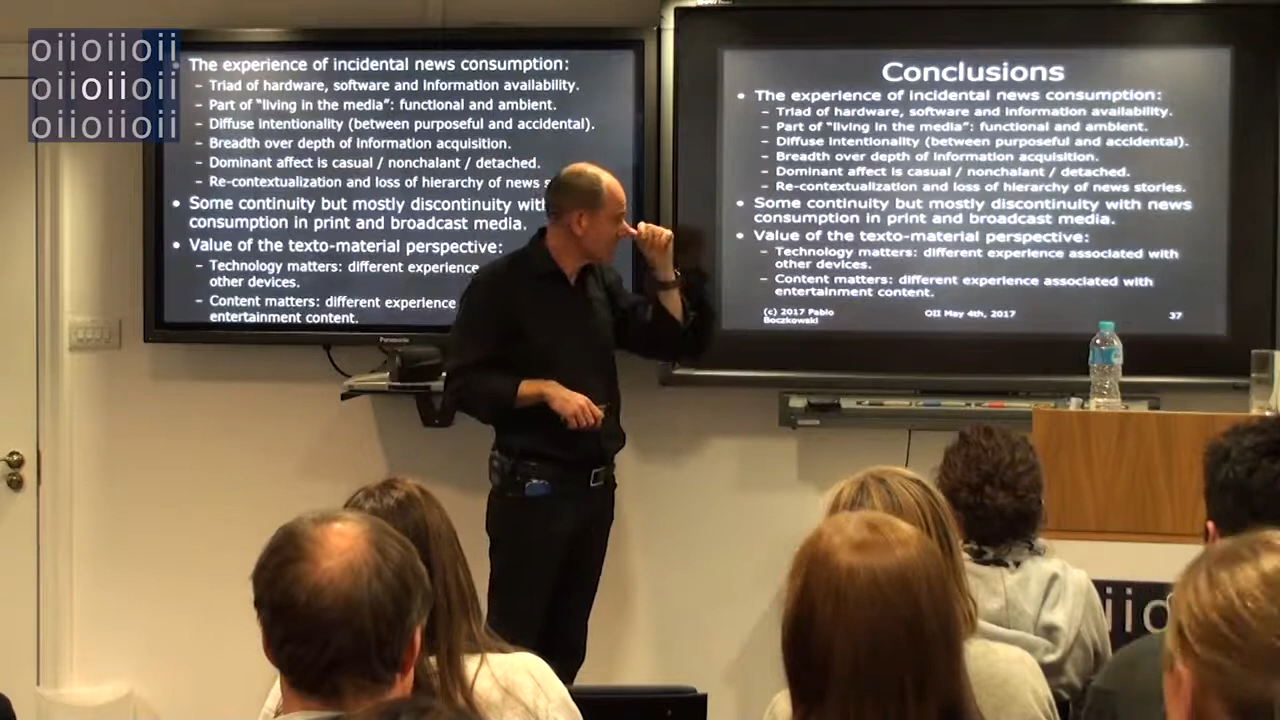 oiioiioii
oiioiioii
oiioiioii
The experience of incidental news consumption:
– Triad of hardware, software and information availability.
– Part of “living in the media”: functional and ambient.
– Diffuse intentionality (between purposeful and accidental).
– Breadth over depth of information acquisition.
– Dominant affect is casual / nonchalant / detached.
– Re-contextualization and loss of hierarchy of news s
• Some continuity but mostly discontinuity with
consumption in print and broadcast media.
• Value of the texto-material perspective:
– Technology matters: different experience
other devices.
– Content matters: different experience
entertainment content.
Panasonic
Conclusions
• The experience of incidental news consumption:
– Triad of hardware, software and information availability.
– Part of “living in the media”: functional and ambient.
– Diffuse intentionality (between purposeful and accidental).
– Breadth over depth of information acquisition.
– Dominant affect is casual / nonchalant / detached.
– Re-contextualization and loss of hierarchy of news stories.
• Some continuity but mostly discontinuity with news
consumption in print and broadcast media.
• Value of the texto-material perspective:
– Technology matters: different experience associated with
other devices.
– Content matters: different experience associated with
entertainment content.
(c) 2017 Pablo
Boczkowski
OII May 4th, 2017
37
iio